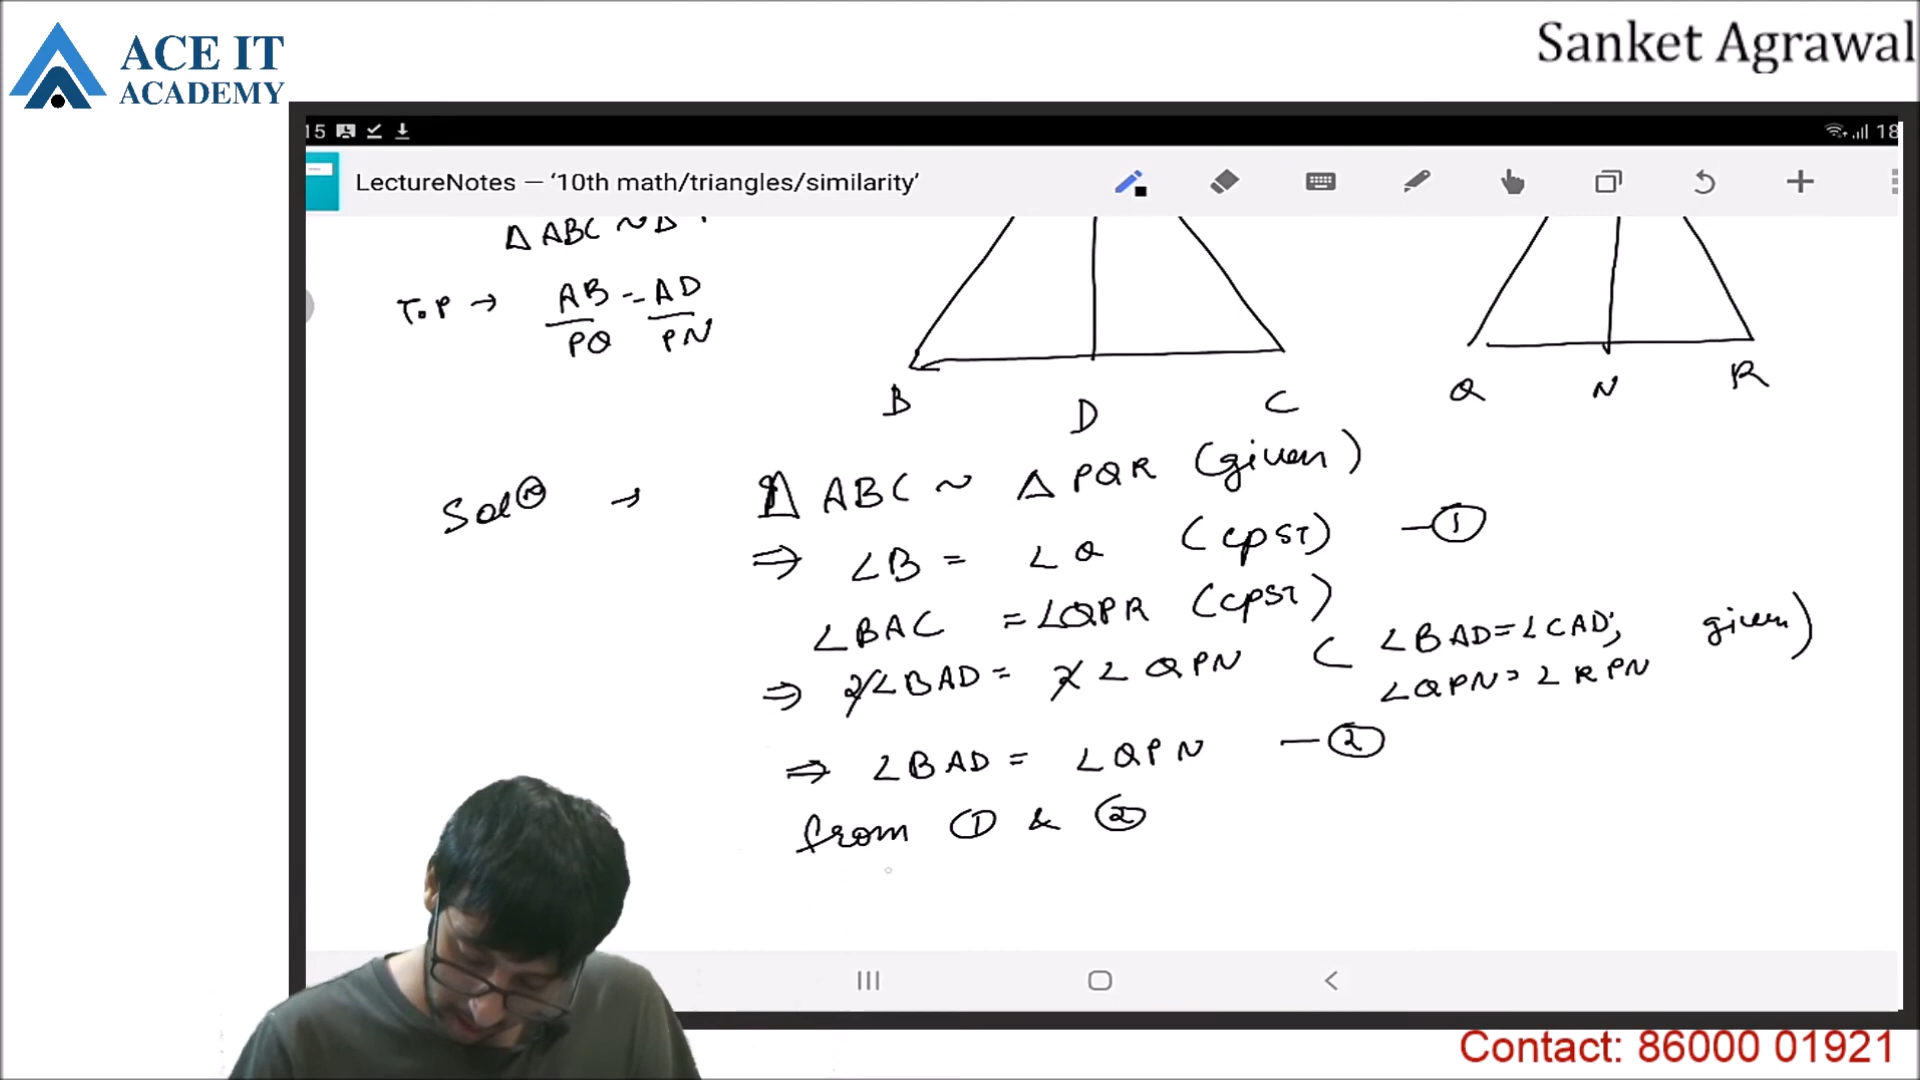 ACE IT
ACADEMY
Sanket Agrawal
15
18
LectureNotes — ‘10th math/triangles/similarity’
Δ ABC ~ Δ
T.P → AB = AD
PQ PN
B D C
Q N R
Sol → Δ ABC ~ Δ PQR (given)
⇒ ∠B = ∠Q (cpst) — ①
∠BAC = ∠QPR (cpst)
⇒ 2∠BAD = 2∠QPN ( ∠BAD = ∠CAD, given)
∠QPN = ∠RPN
⇒ ∠BAD = ∠QPN — ②
from ① & ②
Contact: 86000 01921